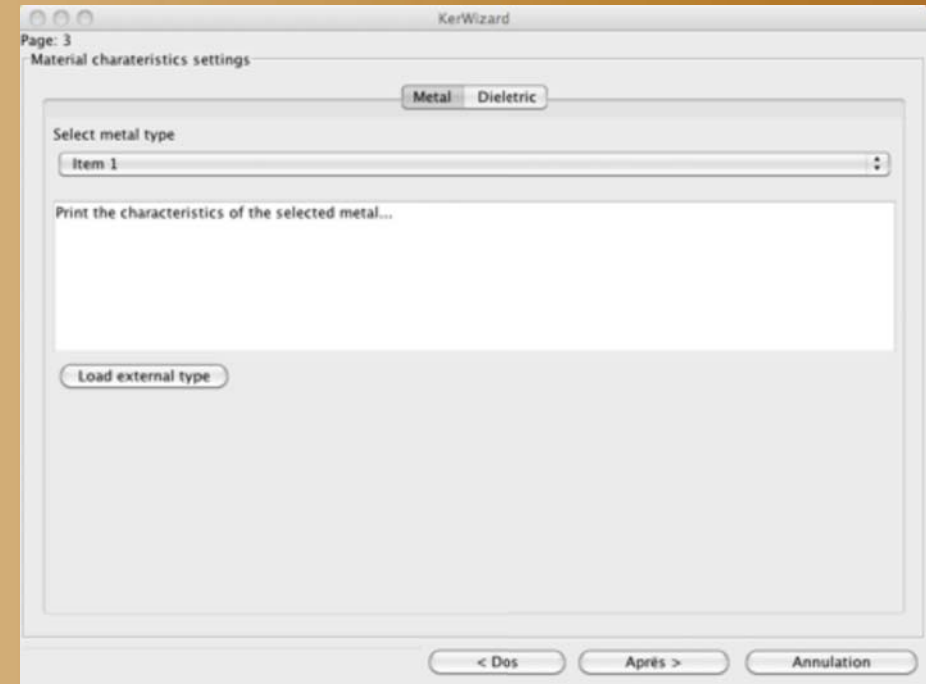 KerWizard
Page: 3
Material charateristics settings
Metal Dieletric
Select metal type
Item 1
Print the characteristics of the selected metal...
Load external type
< Dos Après > Annulation